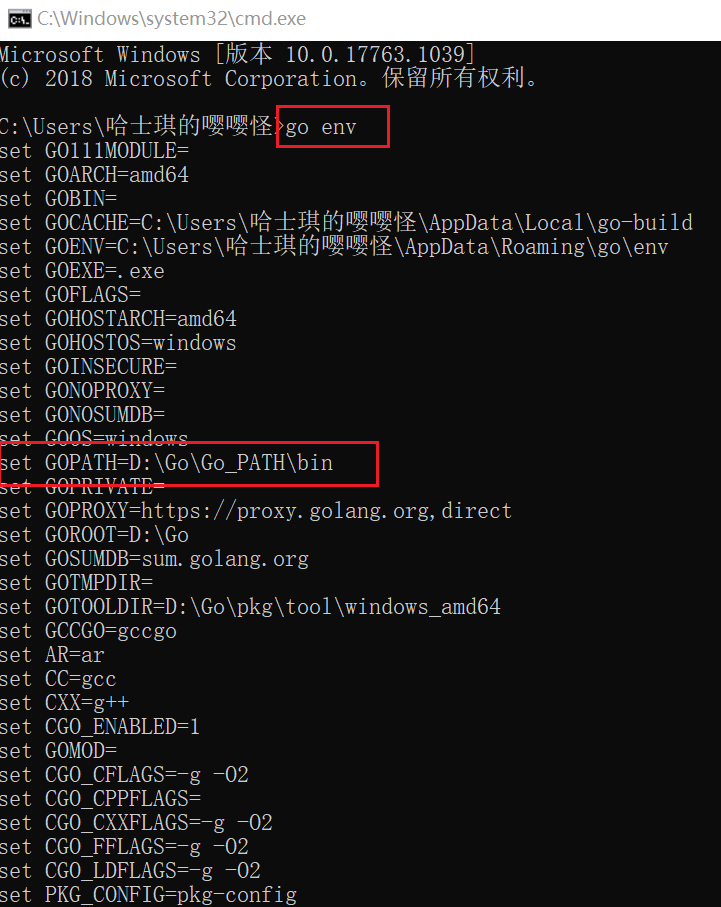 C:\Windows\system32\cmd.exe
Microsoft Windows [版本 10.0.17763.1039]
(c) 2018 Microsoft Corporation。保留所有权利。
C:\Users\哈士琪的嘤嘤怪>go env
set GO111MODULE=
set GOARCH=amd64
set GOBIN=
set GOCACHE=C:\Users\哈士琪的嘤嘤怪\AppData\Local\go-build
set GOENV=C:\Users\哈士琪的嘤嘤怪\AppData\Roaming\go\env
set GOEXE=.exe
set GOFLAGS=
set GOHOSTARCH=amd64
set GOHOSTOS=windows
set GOINSECURE=
set GONOPROXY=
set GONOSUMDB=
set GOOS=windows
set GOPATH=D:\Go\Go_PATH\bin
set GOPRIVATE=
set GOPROXY=https://proxy.golang.org,direct
set GOROOT=D:\Go
set GOSUMDB=sum.golang.org
set GOTMPDIR=
set GOTOOLDIR=D:\Go\pkg\tool\windows_amd64
set GCCGO=gccgo
set AR=ar
set CC=gcc
set CXX=g++
set CGO_ENABLED=1
set GOMOD=
set CGO_CFLAGS=-g -O2
set CGO_CPPFLAGS=
set CGO_CXXFLAGS=-g -O2
set CGO_FFLAGS=-g -O2
set CGO_LDFLAGS=-g -O2
set PKG_CONFIG=pkg-config